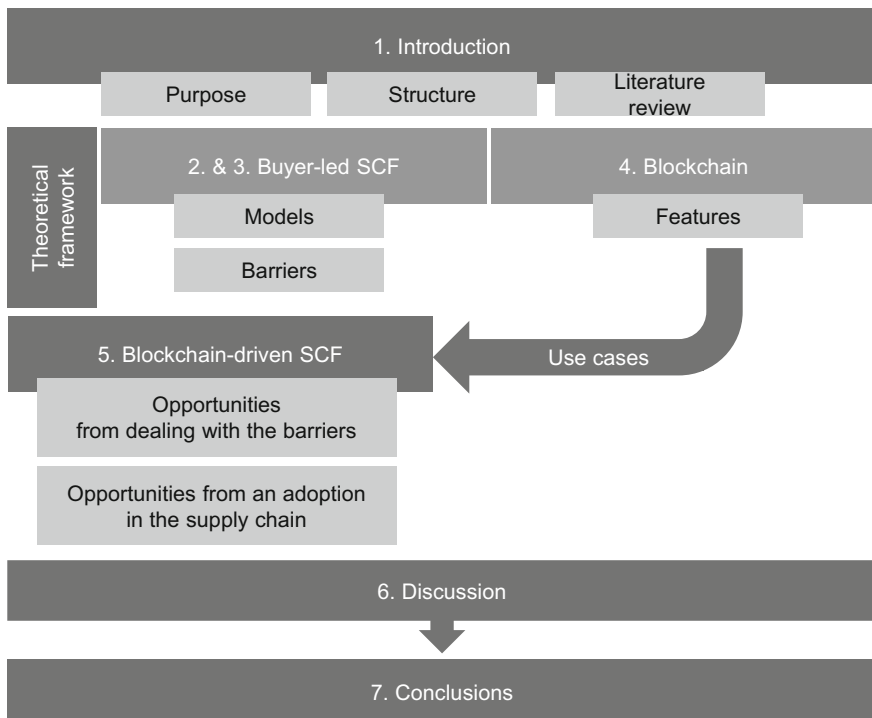 1. Introduction
Purpose
Structure
Literature
review
Theoretical
framework
2. & 3. Buyer-led SCF
4. Blockchain
Models
Features
Barriers
5. Blockchain-driven SCF
Use cases
Opportunities
from dealing with the barriers
Opportunities from an adoption
in the supply chain
6. Discussion
7. Conclusions